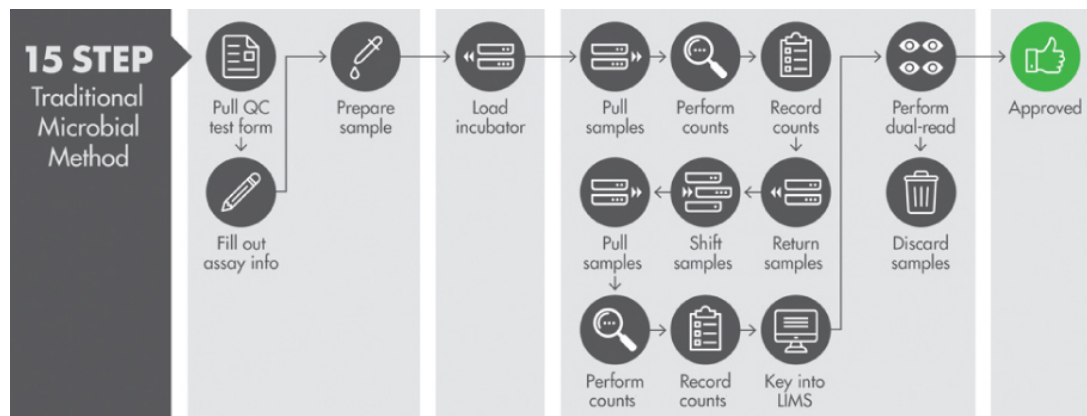 15 STEP
Traditional
Microbial
Method
Pull QC
test form
Fill out
assay info
Prepare
sample
Load
incubator
Pull
samples
Perform
counts
Record
counts
Return
samples
Shift
samples
Pull
samples
Perform
counts
Record
counts
Key into
LIMS
Perform
dual-read
Discard
samples
Approved